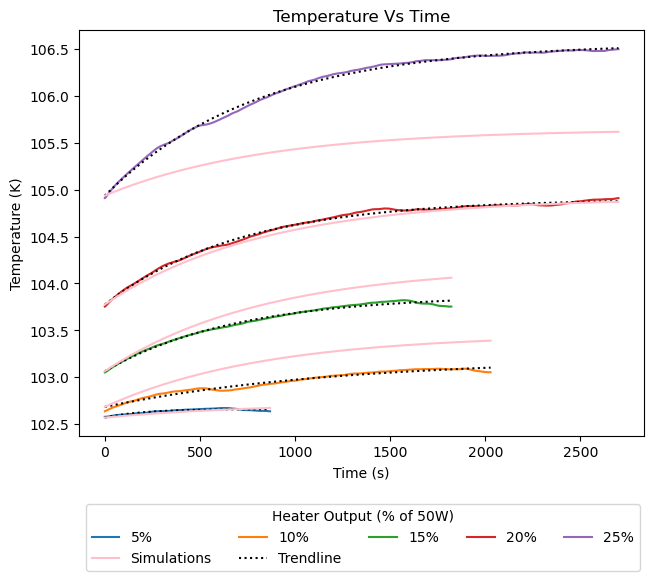 Temperature Vs Time
106.5
106.0
105.5
105.0
104.5
104.0
103.5
103.0
102.5
Temperature (K)
0 500 1000 1500 2000 2500
Time (s)
Heater Output (% of 50W)
5% 10% 15% 20% 25%
Simulations Trendline